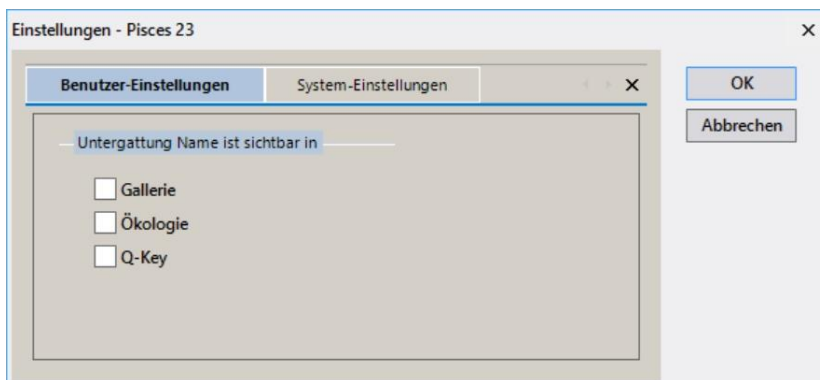 Einstellungen - Pisces 23
Benutzer-Einstellungen System-Einstellungen
OK
Abbrechen
Untergattung Name ist sichtbar in
Gallerie
Ökologie
Q-Key